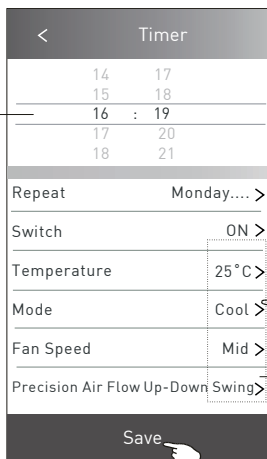 < Timer
14 17
15 18
16 : 19
17 20
18 21
Repeat Monday.... >
Switch ON >
Temperature 25°C >
Mode Cool >
Fan Speed Mid >
Precision Air Flow Up-Down Swing >
Save